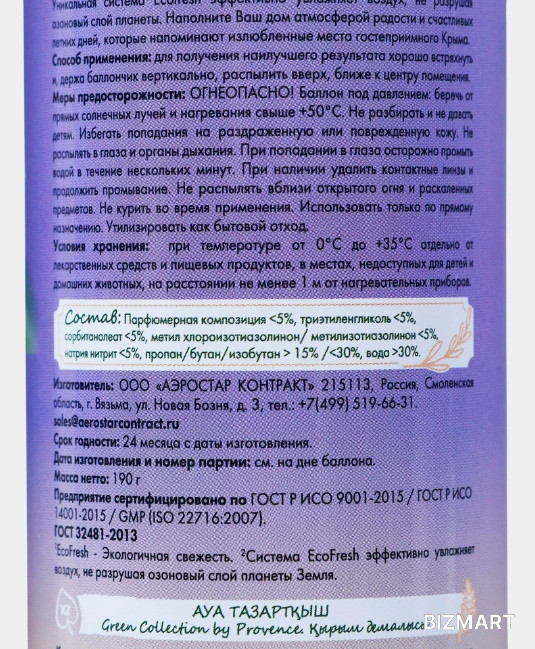 Уникальная система EcoFresh эффективно увлажняет воздух, не разрушая
озоновый слой планеты. Наполните Ваш дом атмосферой радости и счастливых
летних дней, которые напоминают излюбленные места гостеприимного Крыма.
Способ применения: для получения наилучшего результата хорошо встряхнуть
и, держа баллончик вертикально, распылить вверх, ближе к центру помещения.
Меры предосторожности: ОГНЕОПАСНО! Баллон под давлением: беречь от
прямых солнечных лучей и нагревания свыше +50°С. Не разбирать и не давать
детям. Избегать попадания на раздраженную или поврежденную кожу. Не
распылять в глаза и органы дыхания. При попадании в глаза осторожно промыть
водой в течение нескольких минут. При наличии удалить контактные линзы и
продолжить промывание. Не распылять вблизи открытого огня и раскаленных
предметов. Не курить во время применения. Использовать только по прямому
назначению. Утилизировать как бытовой отход.
Условия хранения: при температуре от 0°С до +35°С отдельно от
лекарственных средств и пищевых продуктов, в местах, недоступных для детей и
домашних животных, на расстоянии не менее 1 м от нагревательных приборов.
Состав: Парфюмерная композиция <5%, триэтиленгликоль <5%,
сорбитанолеат <5%, метил хлороизотиазолинон/ метилизотиазолинон <5%,
натрия нитрит <5%, пропан/бутан/изобутан > 15% /<30%, вода >30%.
Изготовитель: ООО «АЭРОСТАР КОНТРАКТ» 215113, Россия, Смоленская
область, г. Вязьма, ул. Новая Бозня, д. 3, тел.: +7(499) 519-66-31.
sales@aerostarcontract.ru
Срок годности: 24 месяца с даты изготовления.
Дата изготовления и номер партии: см. на дне баллона.
Масса нетто: 190 г
Предприятие сертифицировано по ГОСТ Р ИСО 9001-2015 / ГОСТ Р ИСО
14001-2015 / GMP (ISO 22716:2007).
ГОСТ 32481-2013
¹EcoFresh - Экологичная свежесть. ²Система EcoFresh эффективно увлажняет
воздух, не разрушая озоновый слой планеты Земля.
KZ
АУА ТАЗАРТҚЫШ
Green Collection by Provence. Қырым демалысы
BIZMART